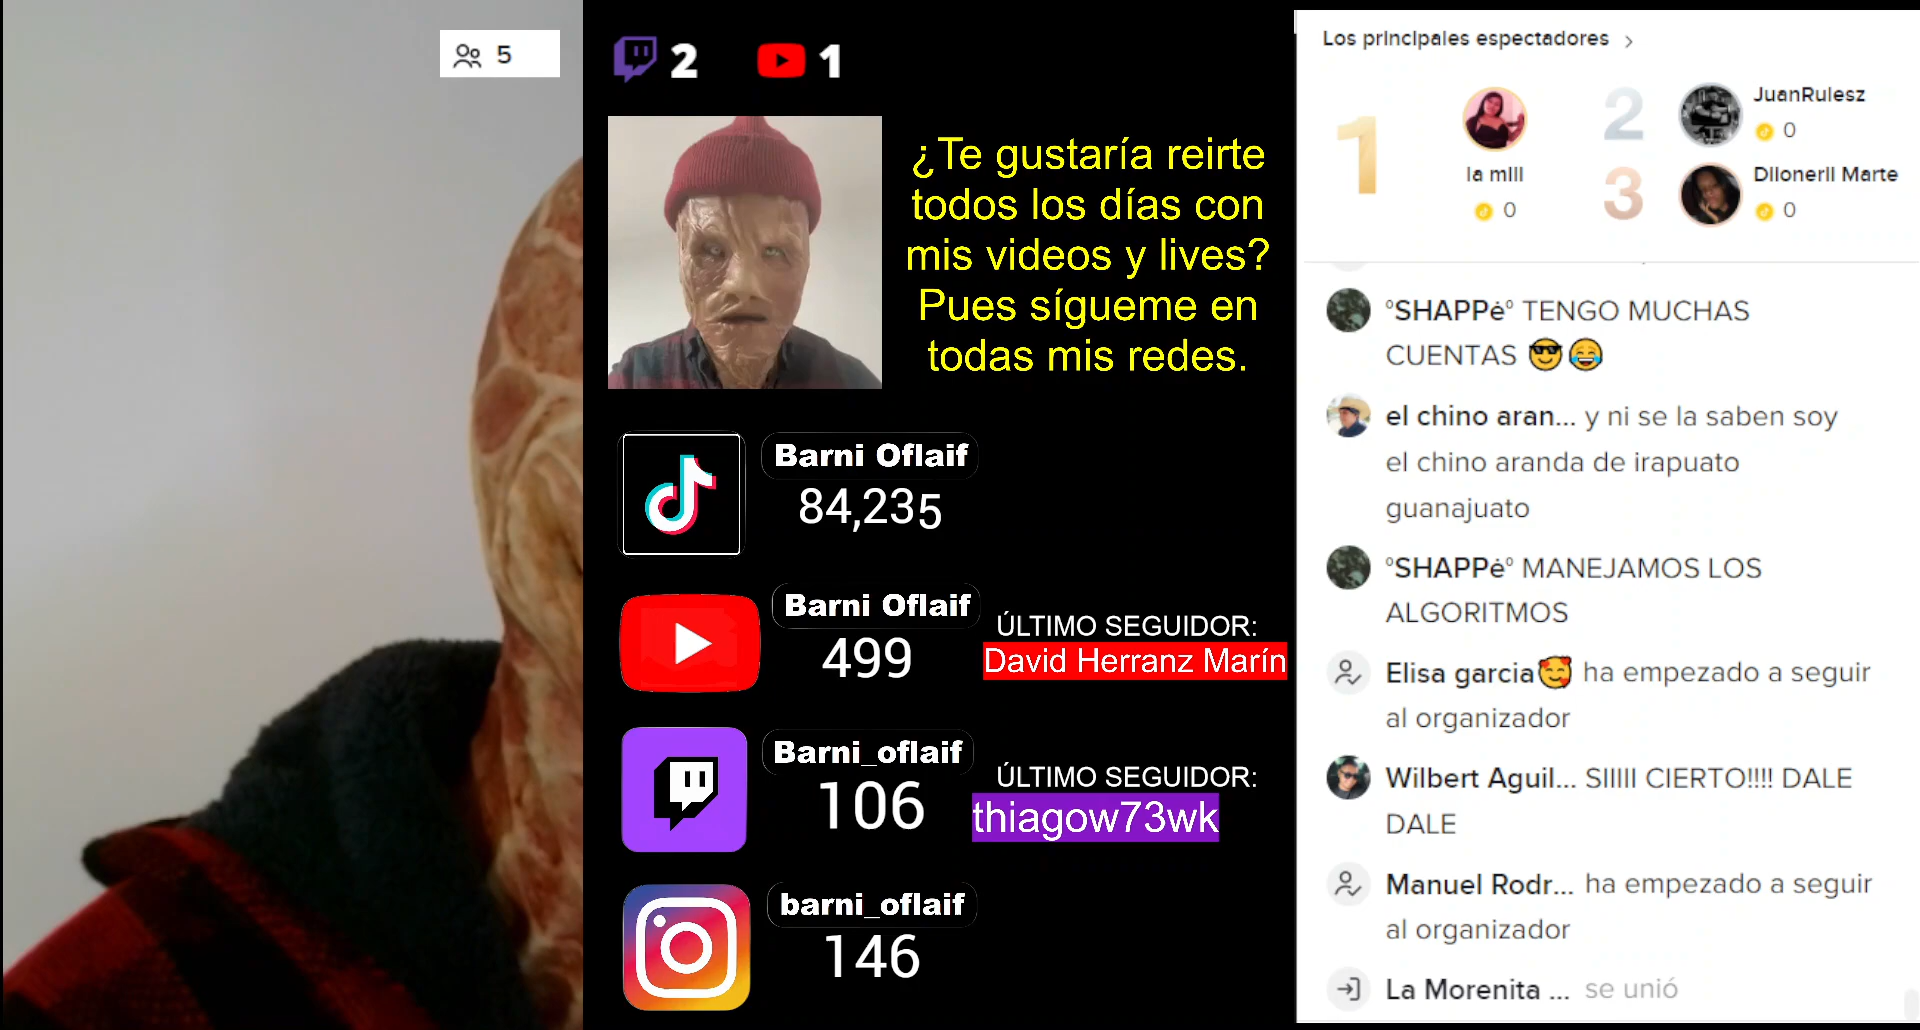 5
2
1
¿Te gustaría reirte
todos los días con
mis videos y lives?
Pues sígueme en
todas mis redes.
Barni Oflaif
84,235
Barni Oflaif
499
ÚLTIMO SEGUIDOR:
David Herranz Marín
Barni_oflaif
106
ÚLTIMO SEGUIDOR:
thiagow73wk
barni_oflaif
146
Los principales espectadores >
1
la mili
0
2
JuanRulesz
0
3
Dilonerli Marte
0
°SHAPPė° TENGO MUCHAS
CUENTAS 😎😂
el chino aran... y ni se la saben soy
el chino aranda de irapuato
guanajuato
°SHAPPė° MANEJAMOS LOS
ALGORITMOS
Elisa garcia🥰 ha empezado a seguir
al organizador
Wilbert Aguil... SIIIII CIERTO!!!! DALE
DALE
Manuel Rodr... ha empezado a seguir
al organizador
La Morenita ... se unió